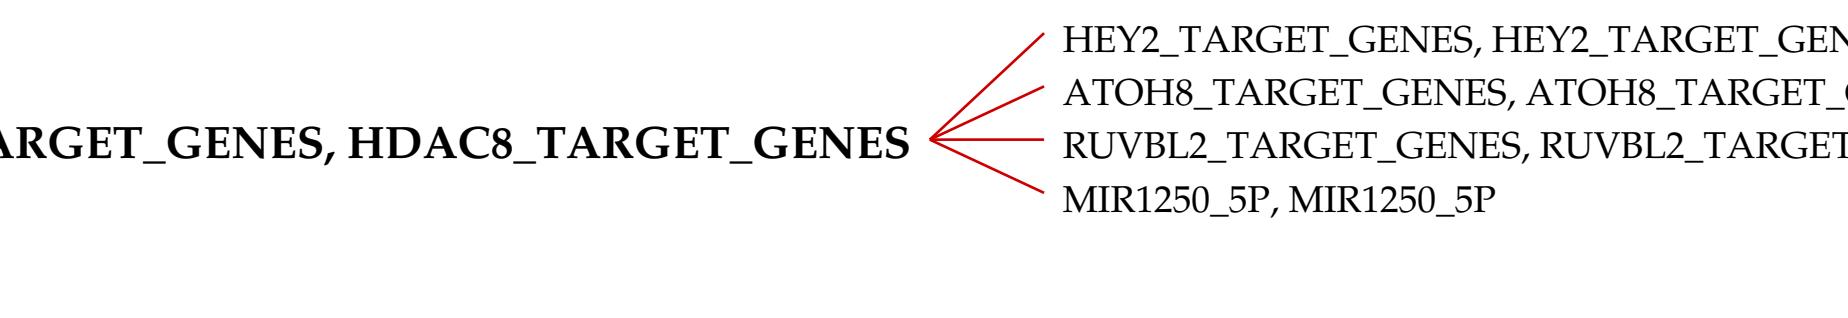 HEY2_TARGET_GENES, HEY2_TARGET_GEN
ATOH8_TARGET_GENES, ATOH8_TARGET_
ARGET_GENES, HDAC8_TARGET_GENES
RUVBL2_TARGET_GENES, RUVBL2_TARGET
MIR1250_5P, MIR1250_5P